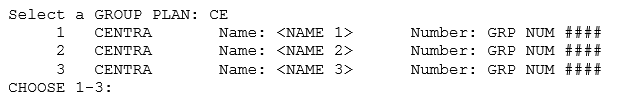 Select a GROUP PLAN: CE
1 CENTRA Name: <NAME 1> Number: GRP NUM ####
2 CENTRA Name: <NAME 2> Number: GRP NUM ####
3 CENTRA Name: <NAME 3> Number: GRP NUM ####
CHOOSE 1-3: